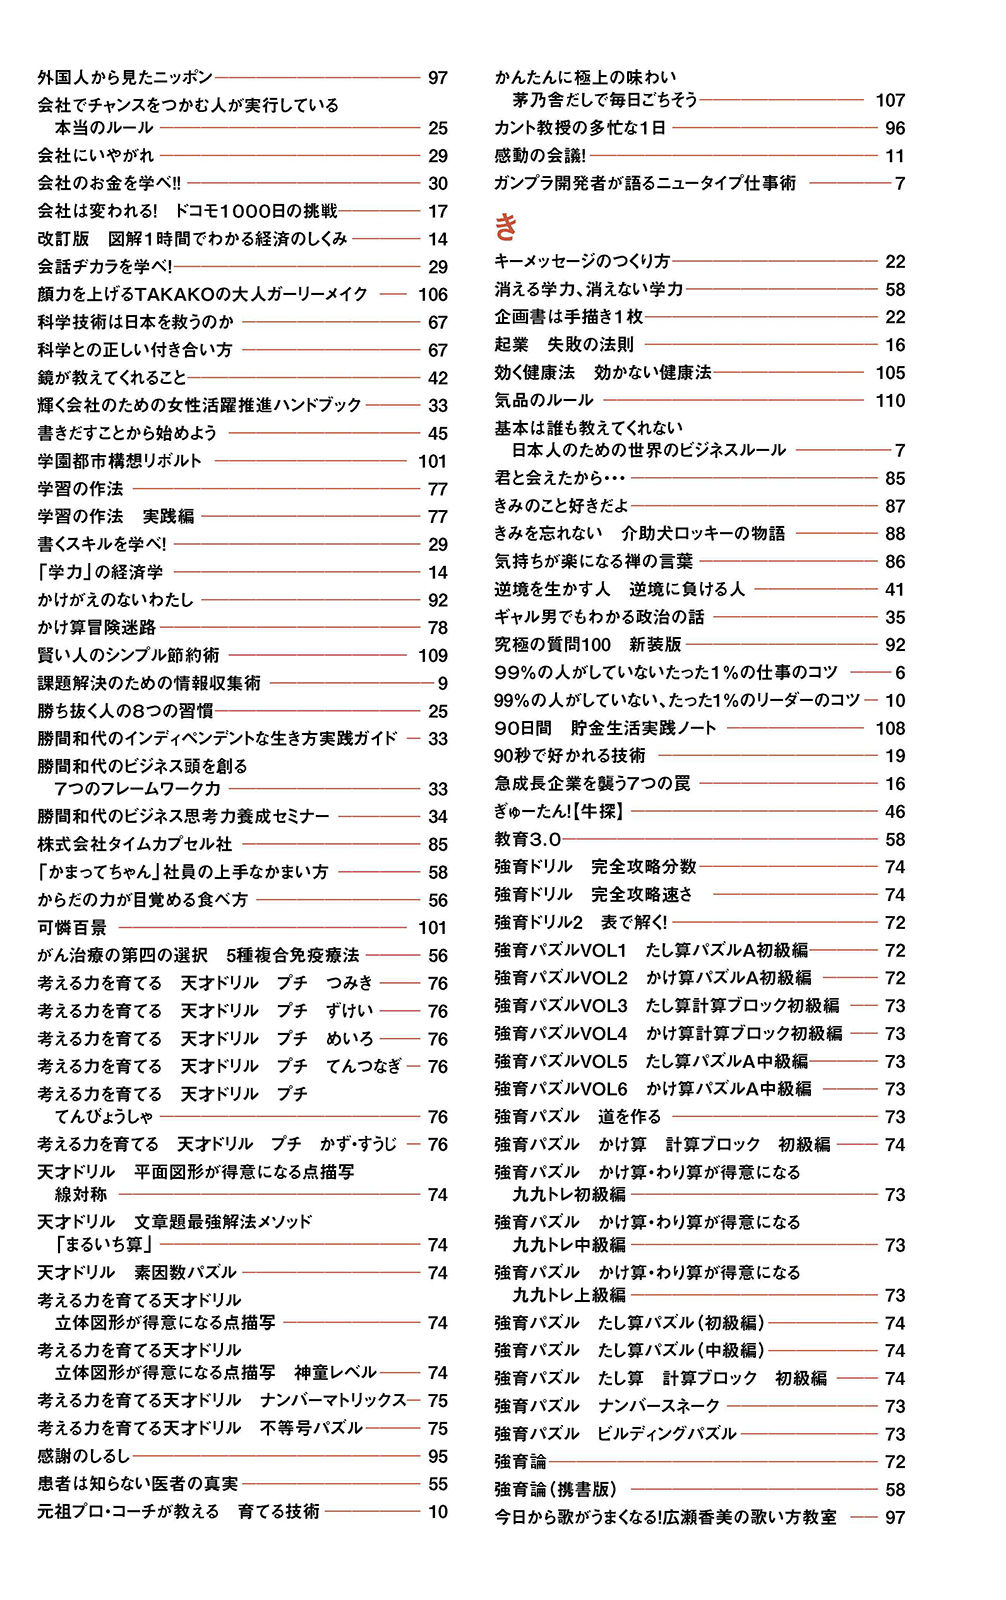 外国人から見たニッポン 97
会社でチャンスをつかむ人が実行している
本当のルール 25
会社にいやがれ 29
会社のお金を学べ!! 30
会社は変われる!　ドコモ1000日の挑戦 17
改訂版　図解1時間でわかる経済のしくみ 14
会話ヂカラを学べ! 29
顔力を上げるTAKAKOの大人ガーリーメイク 106
科学技術は日本を救うのか 67
科学との正しい付き合い方 67
鏡が教えてくれること 42
輝く会社のための女性活躍推進ハンドブック 33
書きだすことから始めよう 45
学園都市構想リボルト 101
学習の作法 77
学習の作法　実践編 77
書くスキルを学べ! 29
「学力」の経済学 14
かけがえのないわたし 92
かけ算冒険迷路 78
賢い人のシンプル節約術 109
課題解決のための情報収集術 9
勝ち抜く人の8つの習慣 25
勝間和代のインディペンデントな生き方実践ガイド 33
勝間和代のビジネス頭を創る
7つのフレームワーク力 33
勝間和代のビジネス思考力養成セミナー 34
株式会社タイムカプセル社 85
「かまってちゃん」社員の上手なかまい方 58
からだの力が目覚める食べ方 56
可憐百景 101
がん治療の第四の選択　5種複合免疫療法 56
考える力を育てる　天才ドリル　プチ　つみき 76
考える力を育てる　天才ドリル　プチ　ずけい 76
考える力を育てる　天才ドリル　プチ　めいろ 76
考える力を育てる　天才ドリル　プチ　てんつなぎ 76
考える力を育てる　天才ドリル　プチ
てんびょうしゃ 76
考える力を育てる　天才ドリル　プチ　かず・すうじ 76
天才ドリル　平面図形が得意になる点描写
線対称 74
天才ドリル　文章題最強解法メソッド
「まるいち算」 74
天才ドリル　素因数パズル 74
考える力を育てる天才ドリル
立体図形が得意になる点描写 74
考える力を育てる天才ドリル
立体図形が得意になる点描写　神童レベル 74
考える力を育てる天才ドリル　ナンバーマトリックス 75
考える力を育てる天才ドリル　不等号パズル 75
感謝のしるし 95
患者は知らない医者の真実 55
元祖プロ・コーチが教える　育てる技術 10
かんたんに極上の味わい
茅乃舎だしで毎日ごちそう 107
カント教授の多忙な1日 96
感動の会議! 11
ガンプラ開発者が語るニュータイプ仕事術 7
き
キーメッセージのつくり方 22
消える学力、消えない学力 58
企画書は手描き1枚 22
起業　失敗の法則 16
効く健康法　効かない健康法 105
気品のルール 110
基本は誰も教えてくれない
日本人のための世界のビジネスルール 7
君と会えたから・・・ 85
きみのこと好きだよ 87
きみを忘れない　介助犬ロッキーの物語 88
気持ちが楽になる禅の言葉 86
逆境を生かす人　逆境に負ける人 41
ギャル男でもわかる政治の話 35
究極の質問100　新装版 92
99%の人がしていないたった1%の仕事のコツ 6
99%の人がしていない、たった1%のリーダーのコツ 10
90日間　貯金生活実践ノート 108
90秒で好かれる技術 19
急成長企業を襲う7つの罠 16
ぎゅーたん!【牛探】 46
教育3.0 58
強育ドリル　完全攻略分数 74
強育ドリル　完全攻略速さ 74
強育ドリル2　表で解く! 72
強育パズルVOL1　たし算パズルA初級編 72
強育パズルVOL2　かけ算パズルA初級編 72
強育パズルVOL3　たし算計算ブロック初級編 73
強育パズルVOL4　かけ算計算ブロック初級編 73
強育パズルVOL5　たし算パズルA中級編 73
強育パズルVOL6　かけ算パズルA中級編 73
強育パズル　道を作る 73
強育パズル　かけ算　計算ブロック　初級編 74
強育パズル　かけ算・わり算が得意になる
九九トレ初級編 73
強育パズル　かけ算・わり算が得意になる
九九トレ中級編 73
強育パズル　かけ算・わり算が得意になる
九九トレ上級編 73
強育パズル　たし算パズル(初級編) 74
強育パズル　たし算パズル(中級編) 74
強育パズル　たし算　計算ブロック　初級編 74
強育パズル　ナンバースネーク 73
強育パズル　ビルディングパズル 73
強育論 72
強育論(携書版) 58
今日から歌がうまくなる!広瀬香美の歌い方教室 97